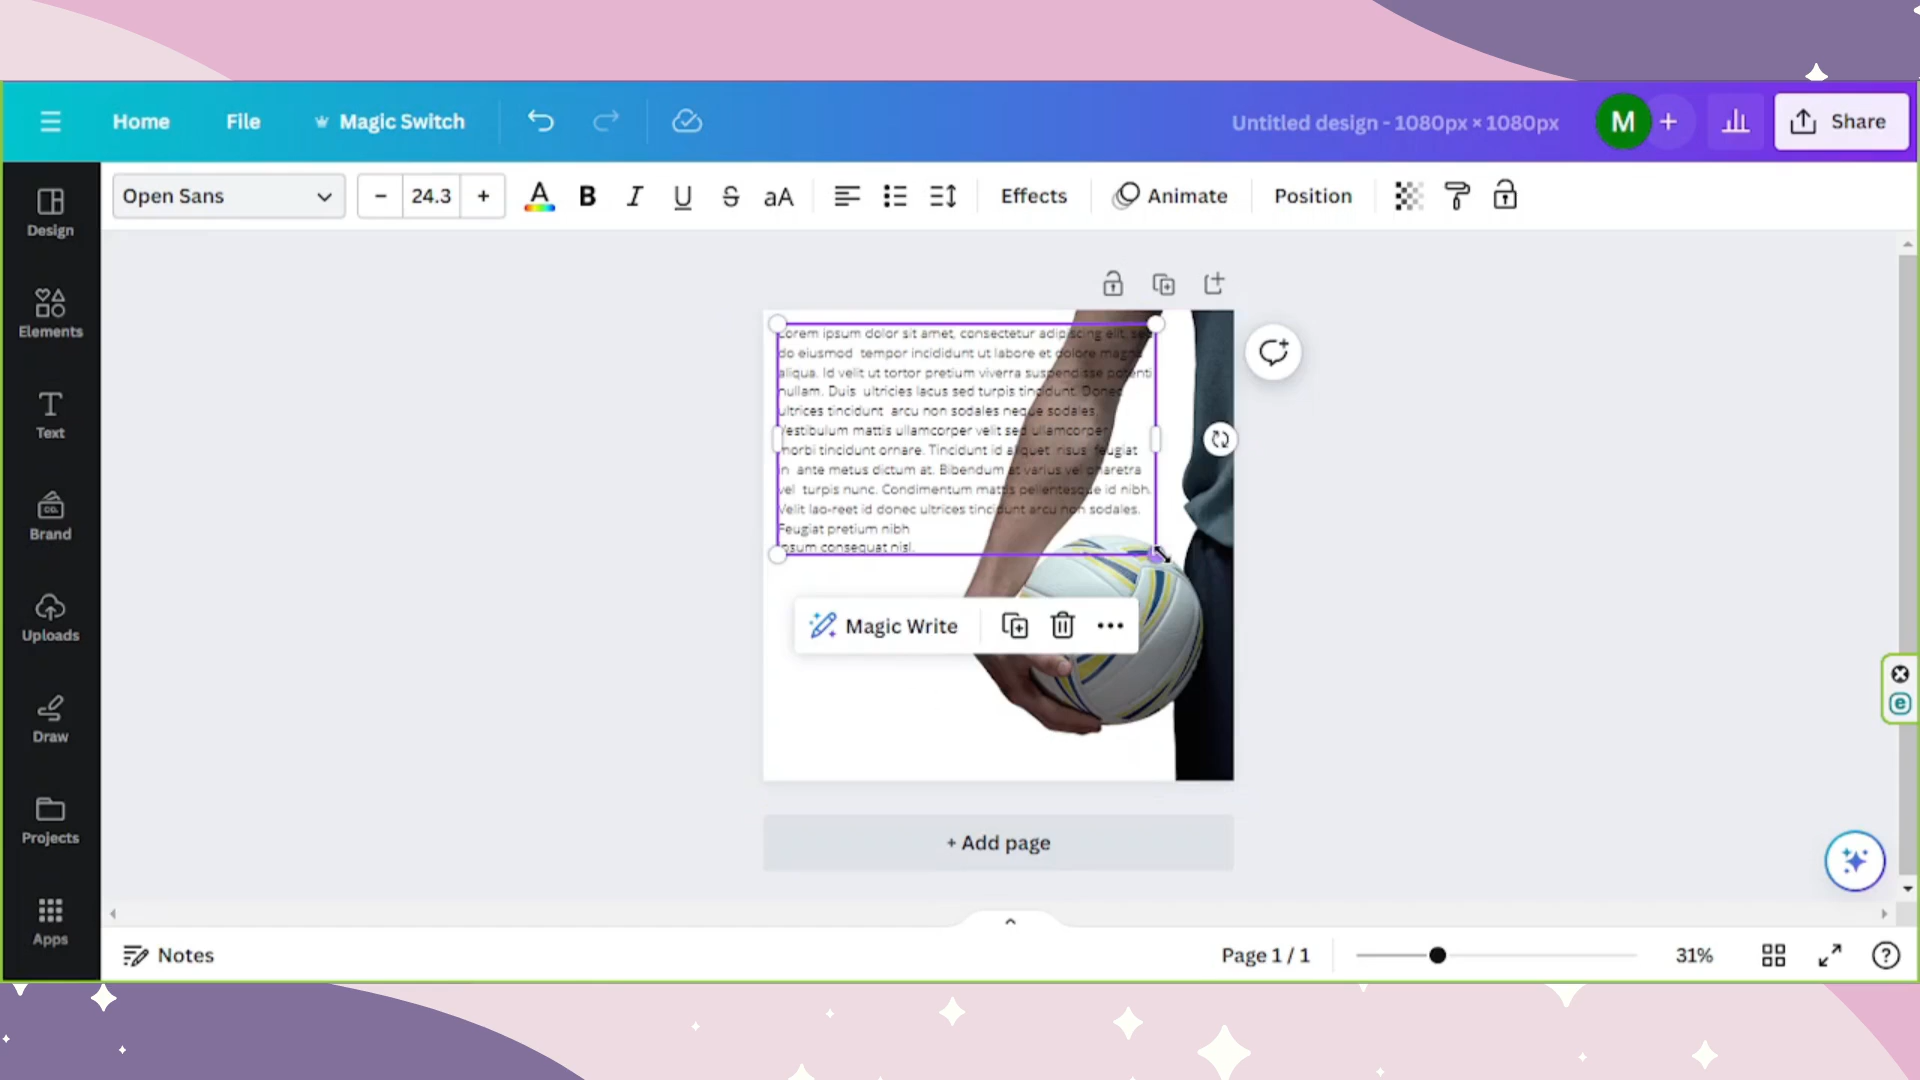 Home
File
Magic Switch
Untitled design - 1080px × 1080px
M
+
Share
Open Sans
− 24.3 +
A
B
I
U
S
aA
Effects
Animate
Position
Design
Elements
Text
Brand
Uploads
Draw
Projects
Apps
Lorem ipsum dolor sit amet, consectetur adipiscing elit, sed
do eiusmod tempor incididunt ut labore et dolore magna
aliqua. Id velit ut tortor pretium viverra suspendisse potenti
nullam. Duis ultricies lacus sed turpis tincidunt. Donec
ultrices tincidunt arcu non sodales neque sodales.
Vestibulum mattis ullamcorper velit sed ullamcorper
morbi tincidunt ornare. Tincidunt id aliquet risus feugiat
in ante metus dictum at. Bibendum at varius vel pharetra
vel turpis nunc. Condimentum mattis pellentesque id nibh.
Velit lao-reet id donec ultrices tincidunt arcu non sodales.
Feugiat pretium nibh
ipsum consequat nisl.
Magic Write
+ Add page
Notes
Page 1 / 1
31%